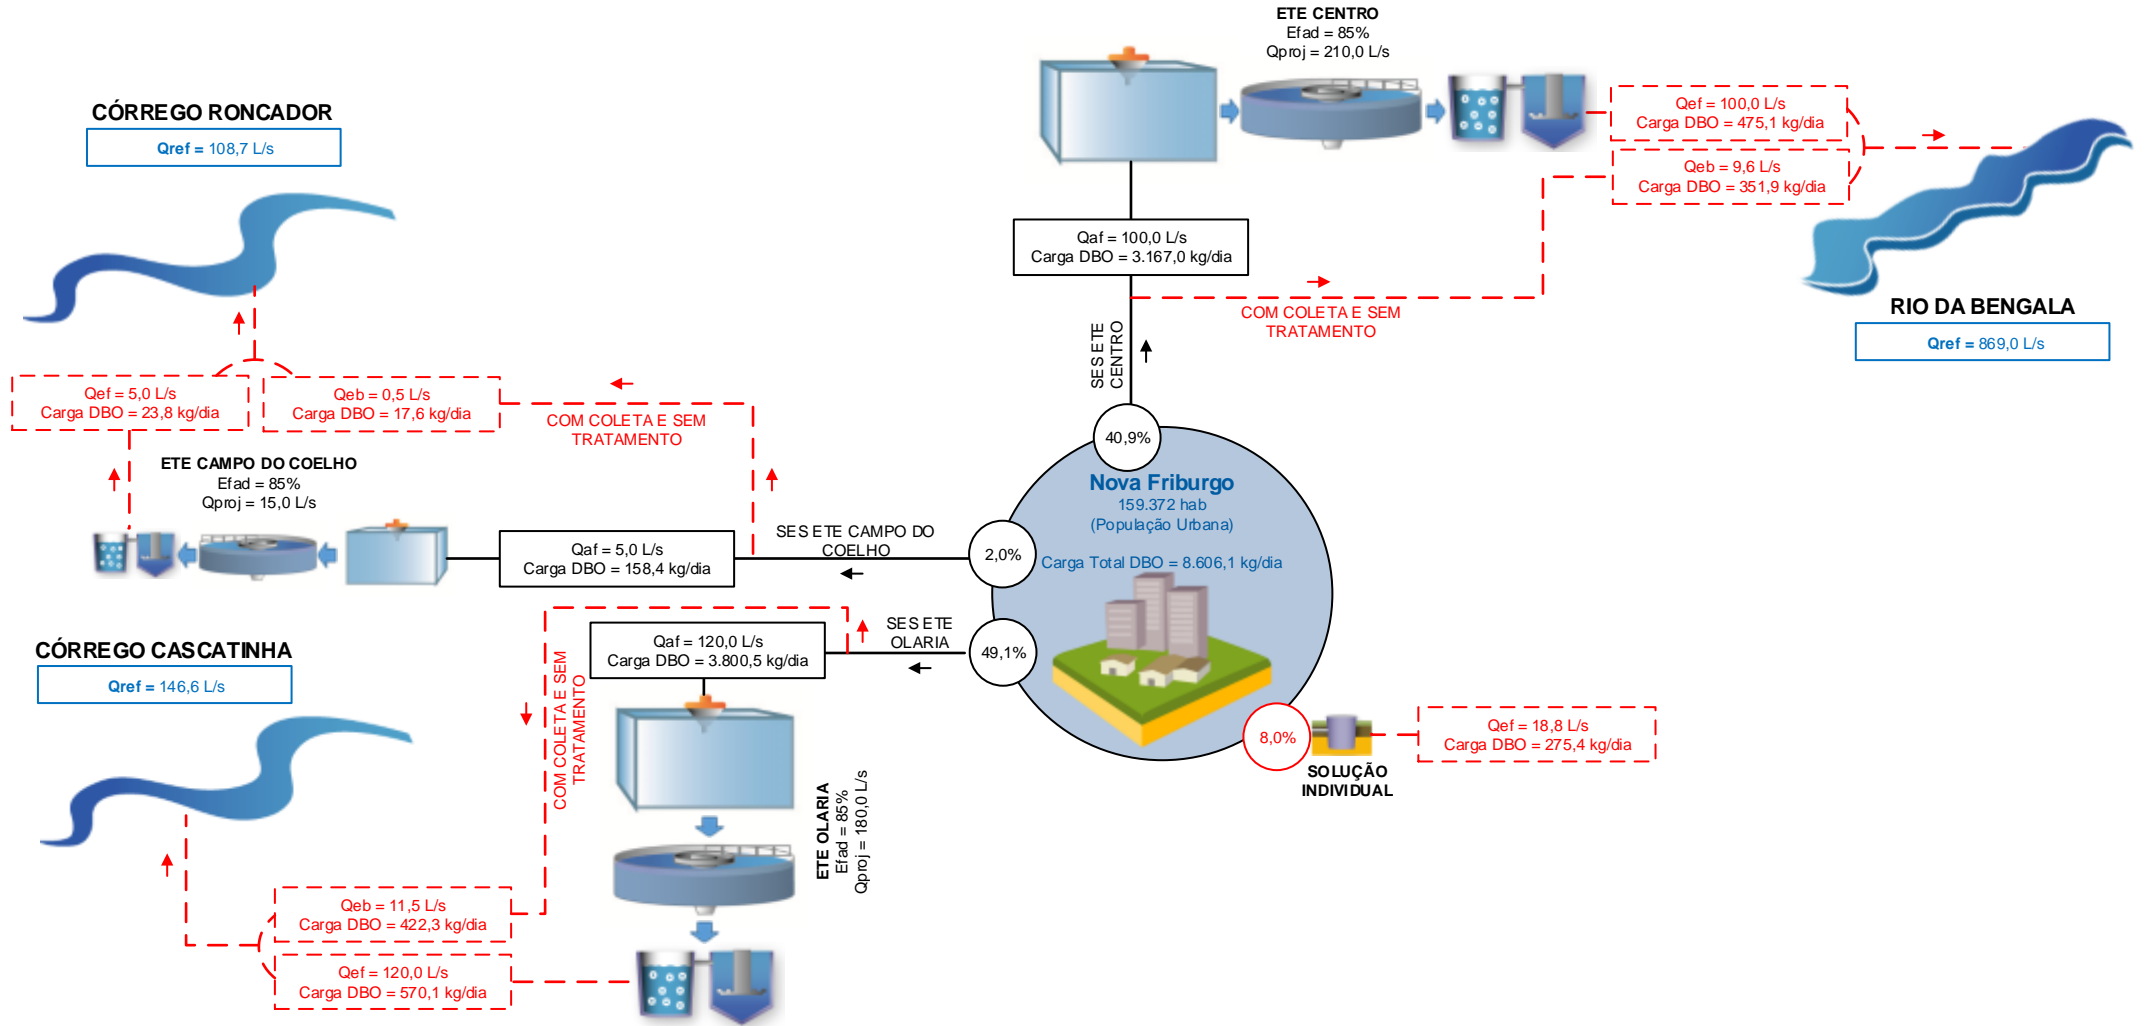 ETE CENTRO
Efad = 85%
Qproj = 210,0 L/s
CÓRREGO RONCADOR
Qref = 108,7 L/s
Qef = 100,0 L/s
Carga DBO = 475,1 kg/dia
Qeb = 9,6 L/s
Carga DBO = 351,9 kg/dia
Qaf = 100,0 L/s
Carga DBO = 3.167,0 kg/dia
COM COLETA E SEM
TRATAMENTO
RIO DA BENGALA
Qref = 869,0 L/s
SES ETE
CENTRO
Qef = 5,0 L/s
Carga DBO = 23,8 kg/dia
Qeb = 0,5 L/s
Carga DBO = 17,6 kg/dia
COM COLETA E SEM
TRATAMENTO
ETE CAMPO DO COELHO
Efad = 85%
Qproj = 15,0 L/s
40,9%
Nova Friburgo
159.372 hab
(População Urbana)
Carga Total DBO = 8.606,1 kg/dia
SES ETE CAMPO DO
COELHO
2,0%
Qaf = 5,0 L/s
Carga DBO = 158,4 kg/dia
SES ETE
OLARIA
49,1%
Qaf = 120,0 L/s
Carga DBO = 3.800,5 kg/dia
CÓRREGO CASCATINHA
Qref = 146,6 L/s
COM COLETA E SEM
TRATAMENTO
8,0%
SOLUÇÃO
INDIVIDUAL
Qef = 18,8 L/s
Carga DBO = 275,4 kg/dia
ETE OLARIA
Efad = 85%
Qproj = 180,0 L/s
Qeb = 11,5 L/s
Carga DBO = 422,3 kg/dia
Qef = 120,0 L/s
Carga DBO = 570,1 kg/dia